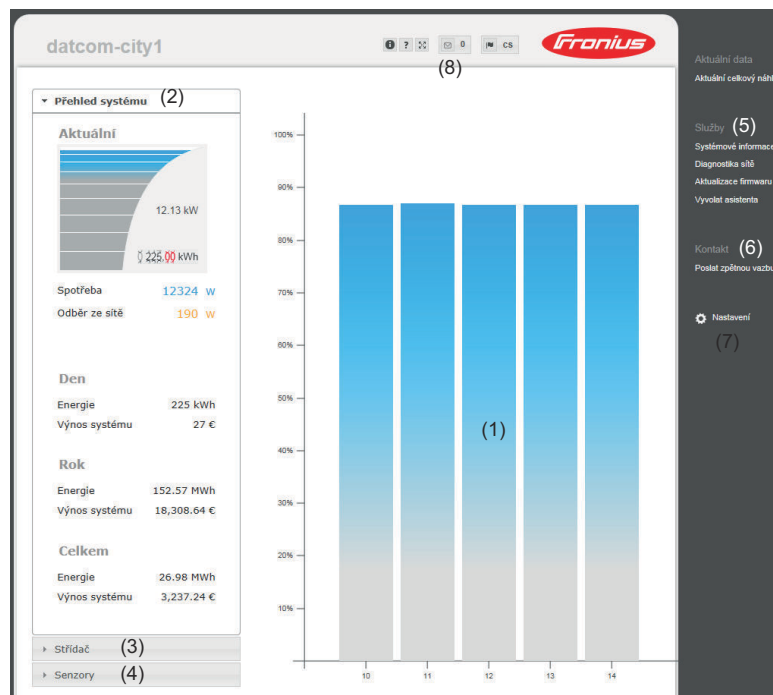 datcom-city1
i ? 0 cs
Fronius
(8)
Přehled systému (2)
Aktuální
12.13 kW
0 225.00 kWh
Spotřeba 12324 W
Odběr ze sítě 190 W
Den
Energie 225 kWh
Výnos systému 27 €
Rok
Energie 152.57 MWh
Výnos systému 18,308.64 €
Celkem
Energie 26.98 MWh
Výnos systému 3,237.24 €
Střídač (3)
Senzory (4)
100%
90%
80%
70%
60%
50%
40%
30%
20%
10%
(1)
10 11 12 13 14
Aktuální data
Aktuální celkový náhl
Služby (5)
Systémové informace
Diagnostika sítě
Aktualizace firmwaru
Vyvolat asistenta
Kontakt (6)
Poslat zpětnou vazbu
Nastavení
(7)